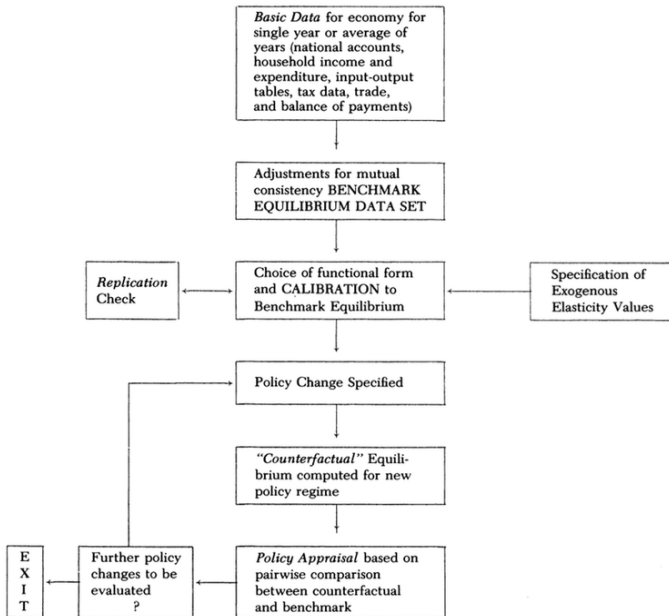 Basic Data for economy for
single year or average of
years (national accounts,
household income and
expenditure, input-output
tables, tax data, trade,
and balance of payments)
Adjustments for mutual
consistency BENCHMARK
EQUILIBRIUM DATA SET
Replication
Check
Choice of functional form
and CALIBRATION to
Benchmark Equilibrium
Specification of
Exogenous
Elasticity Values
Policy Change Specified
"Counterfactual" Equili-
brium computed for new
policy regime
E
X
I
T
Further policy
changes to be
evaluated
?
Policy Appraisal based on
pairwise comparison
between counterfactual
and benchmark